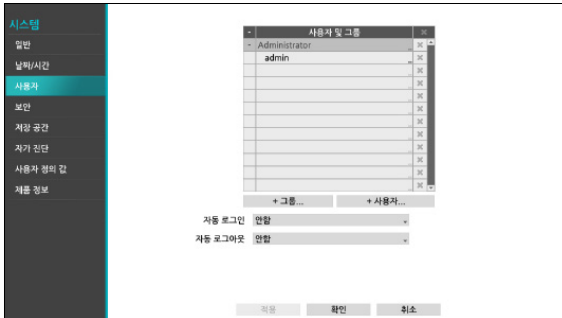 시스템
일반
날짜/시간
사용자
보안
저장 공간
자가 진단
사용자 정의 값
제품 정보
- 사용자 및 그룹
- Administrator
admin
+ 그룹... + 사용자...
자동 로그인 안함
자동 로그아웃 안함
적용 확인 취소